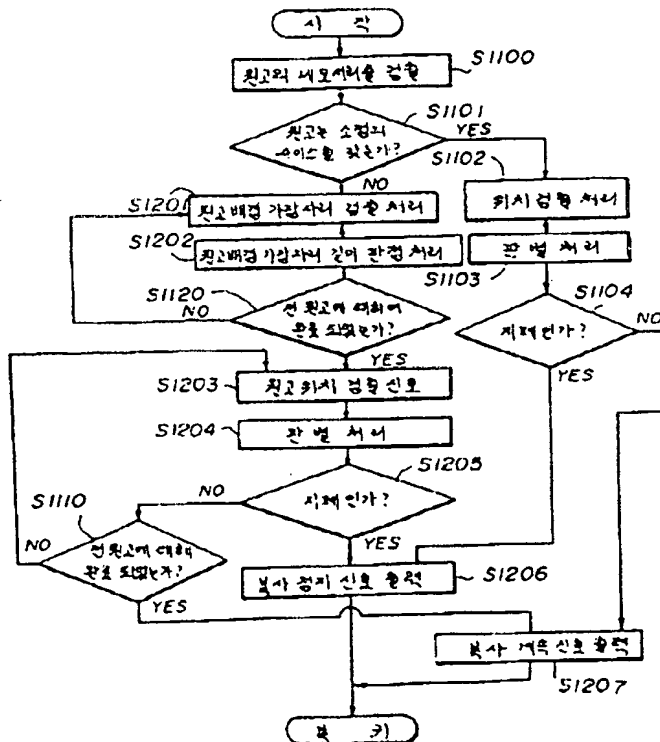 시 작
원고의 네모서리를 검출
S1100
원고는 소정의
사이즈를 갖는가?
S1101
YES
NO
S1102
위치 검출 처리
S1201
원고배경 가장자리 검출 처리
S1202
원고배경 가장자리 길이 판정 처리
판 별 처 리
S1103
S1104
지폐인가?
NO
YES
S1120
전 원고에 대하여
완료 되었는가?
NO
YES
S1203
원고위치 검출 신호
S1204
판 별 처 리
S1205
지폐인가?
NO
YES
S1110
전 원고에 대해
완료 되었는가?
NO
YES
복사 정지 신호 출력
S1206
복사 계속 신호 출력
S1207
복 귀